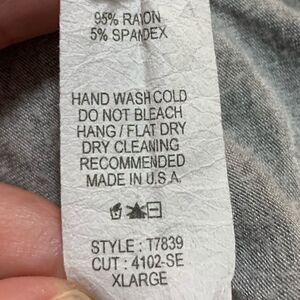 95% RAYON
5% SPANDEX
HAND WASH COLD
DO NOT BLEACH
HANG / FLAT DRY
DRY CLEANING
RECOMMENDED
MADE IN U.S.A.
STYLE : T7839
CUT : 4102-SE
XLARGE